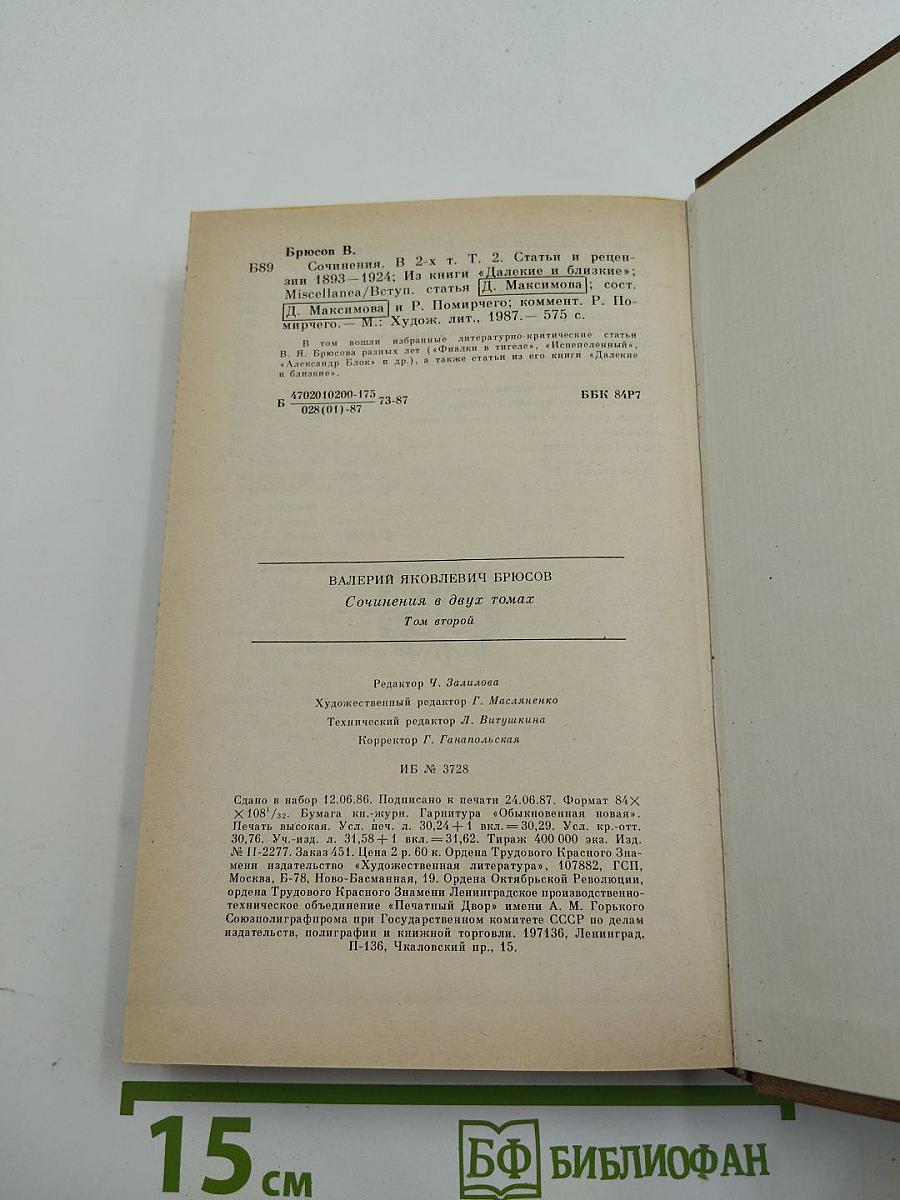 Брюсов В.
Б89 Сочинения. В 2-х т. Т. 2. Статьи и рецен-
зии 1893—1924; Из книги «Далекие и близкие»;
Miscellanea/Вступ. статья Д. Максимова; сост.
Д. Максимова и Р. Помирчего; коммент. Р. По-
мирчего.— М.: Худож. лит., 1987.— 575 с.
В том вошли избранные литературно-критические статьи
В. Я. Брюсова разных лет («Фиалки в тигеле», «Испепеленный»,
«Александр Блок» и др.), а также статьи из его книги «Далекие
и близкие».
Б 4702010200-175 73-87 ББК 84Р7
028(01)-87
ВАЛЕРИЙ ЯКОВЛЕВИЧ БРЮСОВ
Сочинения в двух томах
Том второй
Редактор Ч. Залилова
Художественный редактор Г. Масляненко
Технический редактор Л. Витушкина
Корректор Г. Ганапольская
ИБ № 3728
Сдано в набор 12.06.86. Подписано к печати 24.06.87. Формат 84×
×108¹/₃₂. Бумага кн.-журн. Гарнитура «Обыкновенная новая».
Печать высокая. Усл. печ. л. 30,24+1 вкл.=30,29. Усл. кр.-отт.
30,76. Уч.-изд. л. 31,58+1 вкл.=31,62. Тираж 400 000 экз. Изд.
№ II-2277. Заказ 451. Цена 2 р. 60 к. Ордена Трудового Красного Зна-
мени издательство «Художественная литература», 107882, ГСП,
Москва, Б-78, Ново-Басманная, 19. Ордена Октябрьской Революции,
ордена Трудового Красного Знамени Ленинградское производственно-
техническое объединение «Печатный Двор» имени А. М. Горького
Союзполиграфпрома при Государственном комитете СССР по делам
издательств, полиграфии и книжной торговли. 197136, Ленинград,
П-136, Чкаловский пр., 15.
15 см БФ БИБЛИОФАН